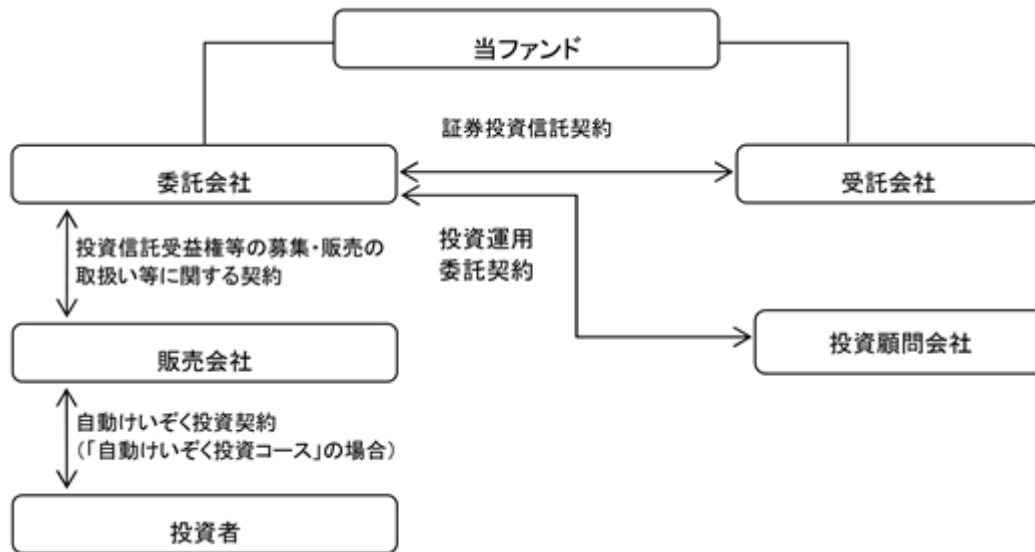 当ファンド
証券投資信託契約
委託会社
受託会社
投資信託受益権等の募集・販売の
取扱い等に関する契約
投資運用
委託契約
販売会社
投資顧問会社
自動けいぞく投資契約
(「自動けいぞく投資コース」の場合)
投資者